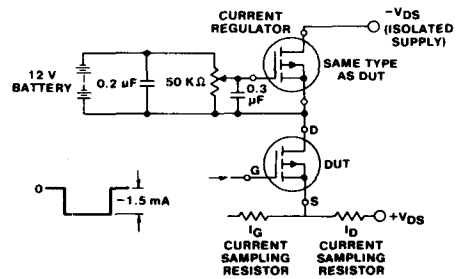 CURRENT
REGULATOR
−VDS
(ISOLATED
SUPPLY)
SAME TYPE
AS DUT
12 V
BATTERY
0.2 µF
50 KΩ
0.3
µF
D
DUT
G
S
0
−1.5 mA
+VDS
IG
CURRENT
SAMPLING
RESISTOR
ID
CURRENT
SAMPLING
RESISTOR